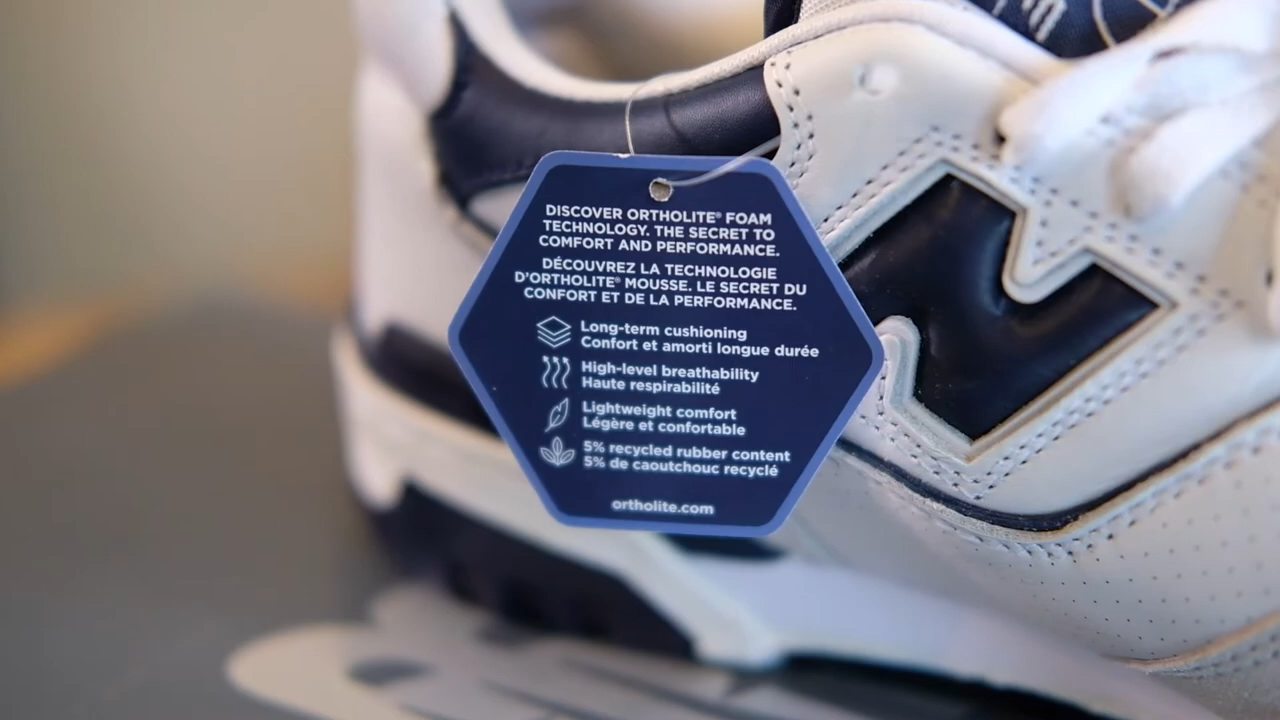 DISCOVER ORTHOLITE® FOAM
TECHNOLOGY. THE SECRET TO
COMFORT AND PERFORMANCE.
DÉCOUVREZ LA TECHNOLOGIE
D'ORTHOLITE® MOUSSE. LE SECRET DU
CONFORT ET DE LA PERFORMANCE.
Long-term cushioning
Confort et amorti longue durée
High-level breathability
Haute respirabilité
Lightweight comfort
Légère et confortable
5% recycled rubber content
5% de caoutchouc recyclé
ortholite.com
N